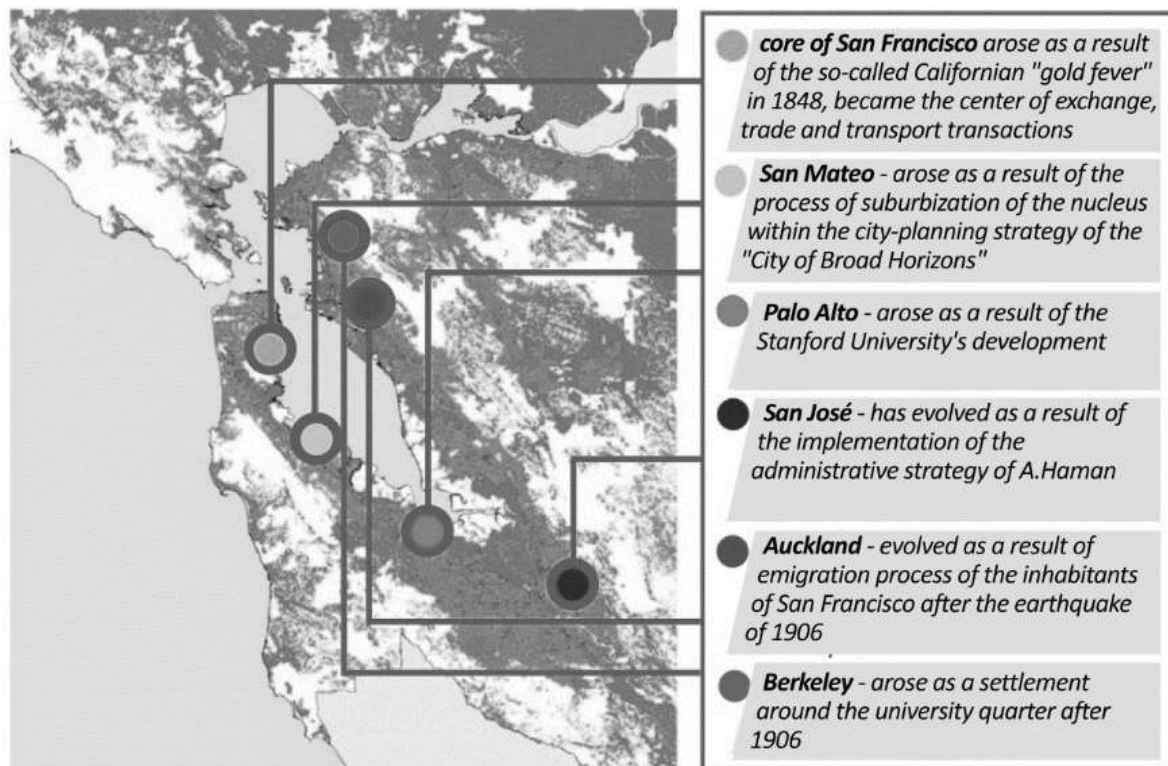 core of San Francisco arose as a result
of the so-called Californian "gold fever"
in 1848, became the center of exchange,
trade and transport transactions
San Mateo - arose as a result of the
process of suburbization of the nucleus
within the city-planning strategy of the
"City of Broad Horizons"
Palo Alto - arose as a result of the
Stanford University's development
San José - has evolved as a result of
the implementation of the
administrative strategy of A.Haman
Auckland - evolved as a result of
emigration process of the inhabitants
of San Francisco after the earthquake
of 1906
Berkeley - arose as a settlement
around the university quarter after
1906